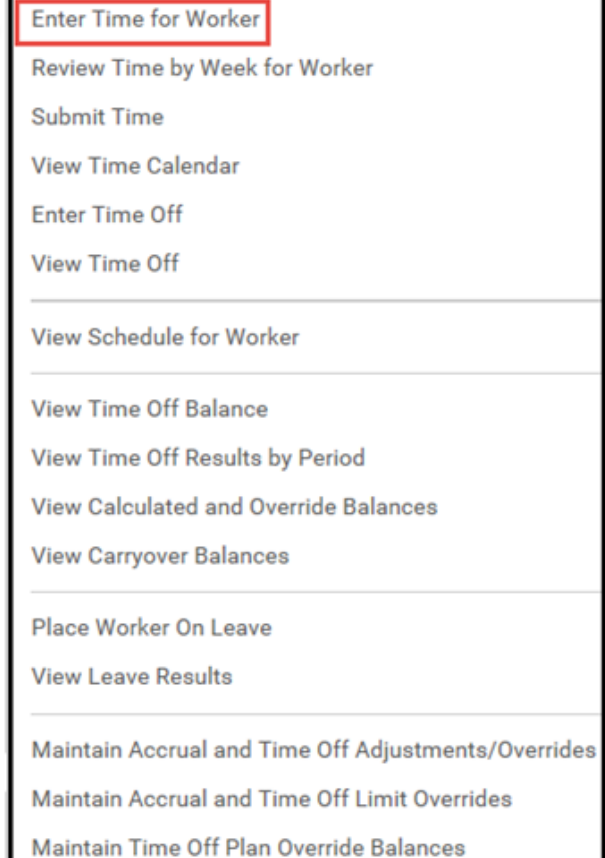 Enter Time for Worker
Review Time by Week for Worker
Submit Time
View Time Calendar
Enter Time Off
View Time Off
View Schedule for Worker
View Time Off Balance
View Time Off Results by Period
View Calculated and Override Balances
View Carryover Balances
Place Worker On Leave
View Leave Results
Maintain Accrual and Time Off Adjustments/Overrides
Maintain Accrual and Time Off Limit Overrides
Maintain Time Off Plan Override Balances